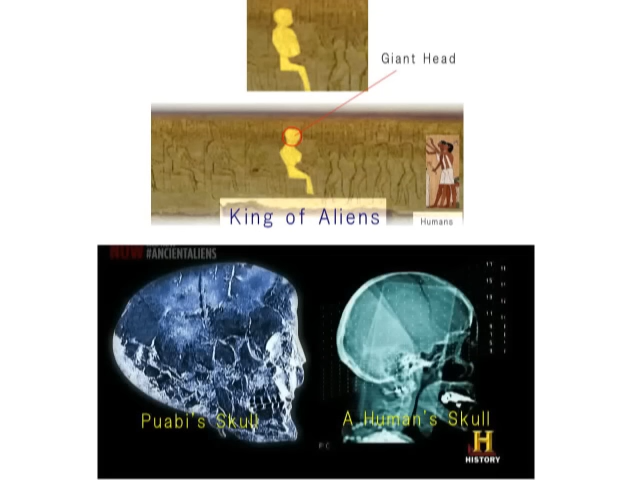 Giant Head
King of Aliens
Humans
NOW #ANCIENTALIENS
Puabi's Skull
A Human's Skull
H
HISTORY